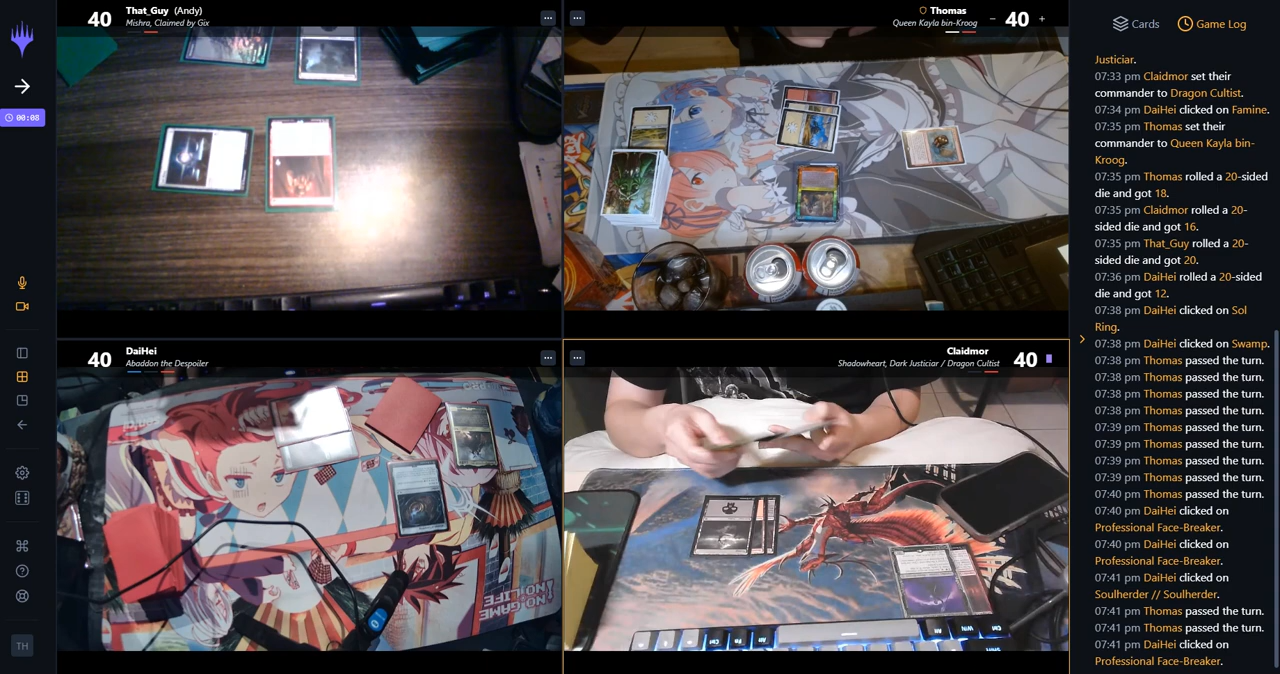 40
That_Guy (Andy)
Mishra, Claimed by Gix
Thomas
Queen Kayla bin-Kroog
− 40 +
00:08
40
DaiHei
Abaddon the Despoiler
Claidmor
Shadowheart, Dark Justiciar / Dragon Cultist
40
NO GAME
NO LIFE
TH
Cards
Game Log
Justiciar.
07:33 pm Claidmor set their
commander to Dragon Cultist.
07:34 pm DaiHei clicked on Famine.
07:35 pm Thomas set their
commander to Queen Kayla bin-
Kroog.
07:35 pm Thomas rolled a 20-sided
die and got 18.
07:35 pm Claidmor rolled a 20-
sided die and got 16.
07:35 pm That_Guy rolled a 20-
sided die and got 20.
07:36 pm DaiHei rolled a 20-sided
die and got 12.
07:38 pm DaiHei clicked on Sol
Ring.
07:38 pm DaiHei clicked on Swamp.
07:38 pm Thomas passed the turn.
07:38 pm Thomas passed the turn.
07:38 pm Thomas passed the turn.
07:38 pm Thomas passed the turn.
07:39 pm Thomas passed the turn.
07:39 pm Thomas passed the turn.
07:39 pm Thomas passed the turn.
07:39 pm Thomas passed the turn.
07:40 pm Thomas passed the turn.
07:40 pm DaiHei clicked on
Professional Face-Breaker.
07:40 pm DaiHei clicked on
Professional Face-Breaker.
07:41 pm DaiHei clicked on
Soulherder // Soulherder.
07:41 pm Thomas passed the turn.
07:41 pm Thomas passed the turn.
07:41 pm DaiHei clicked on
Professional Face-Breaker.